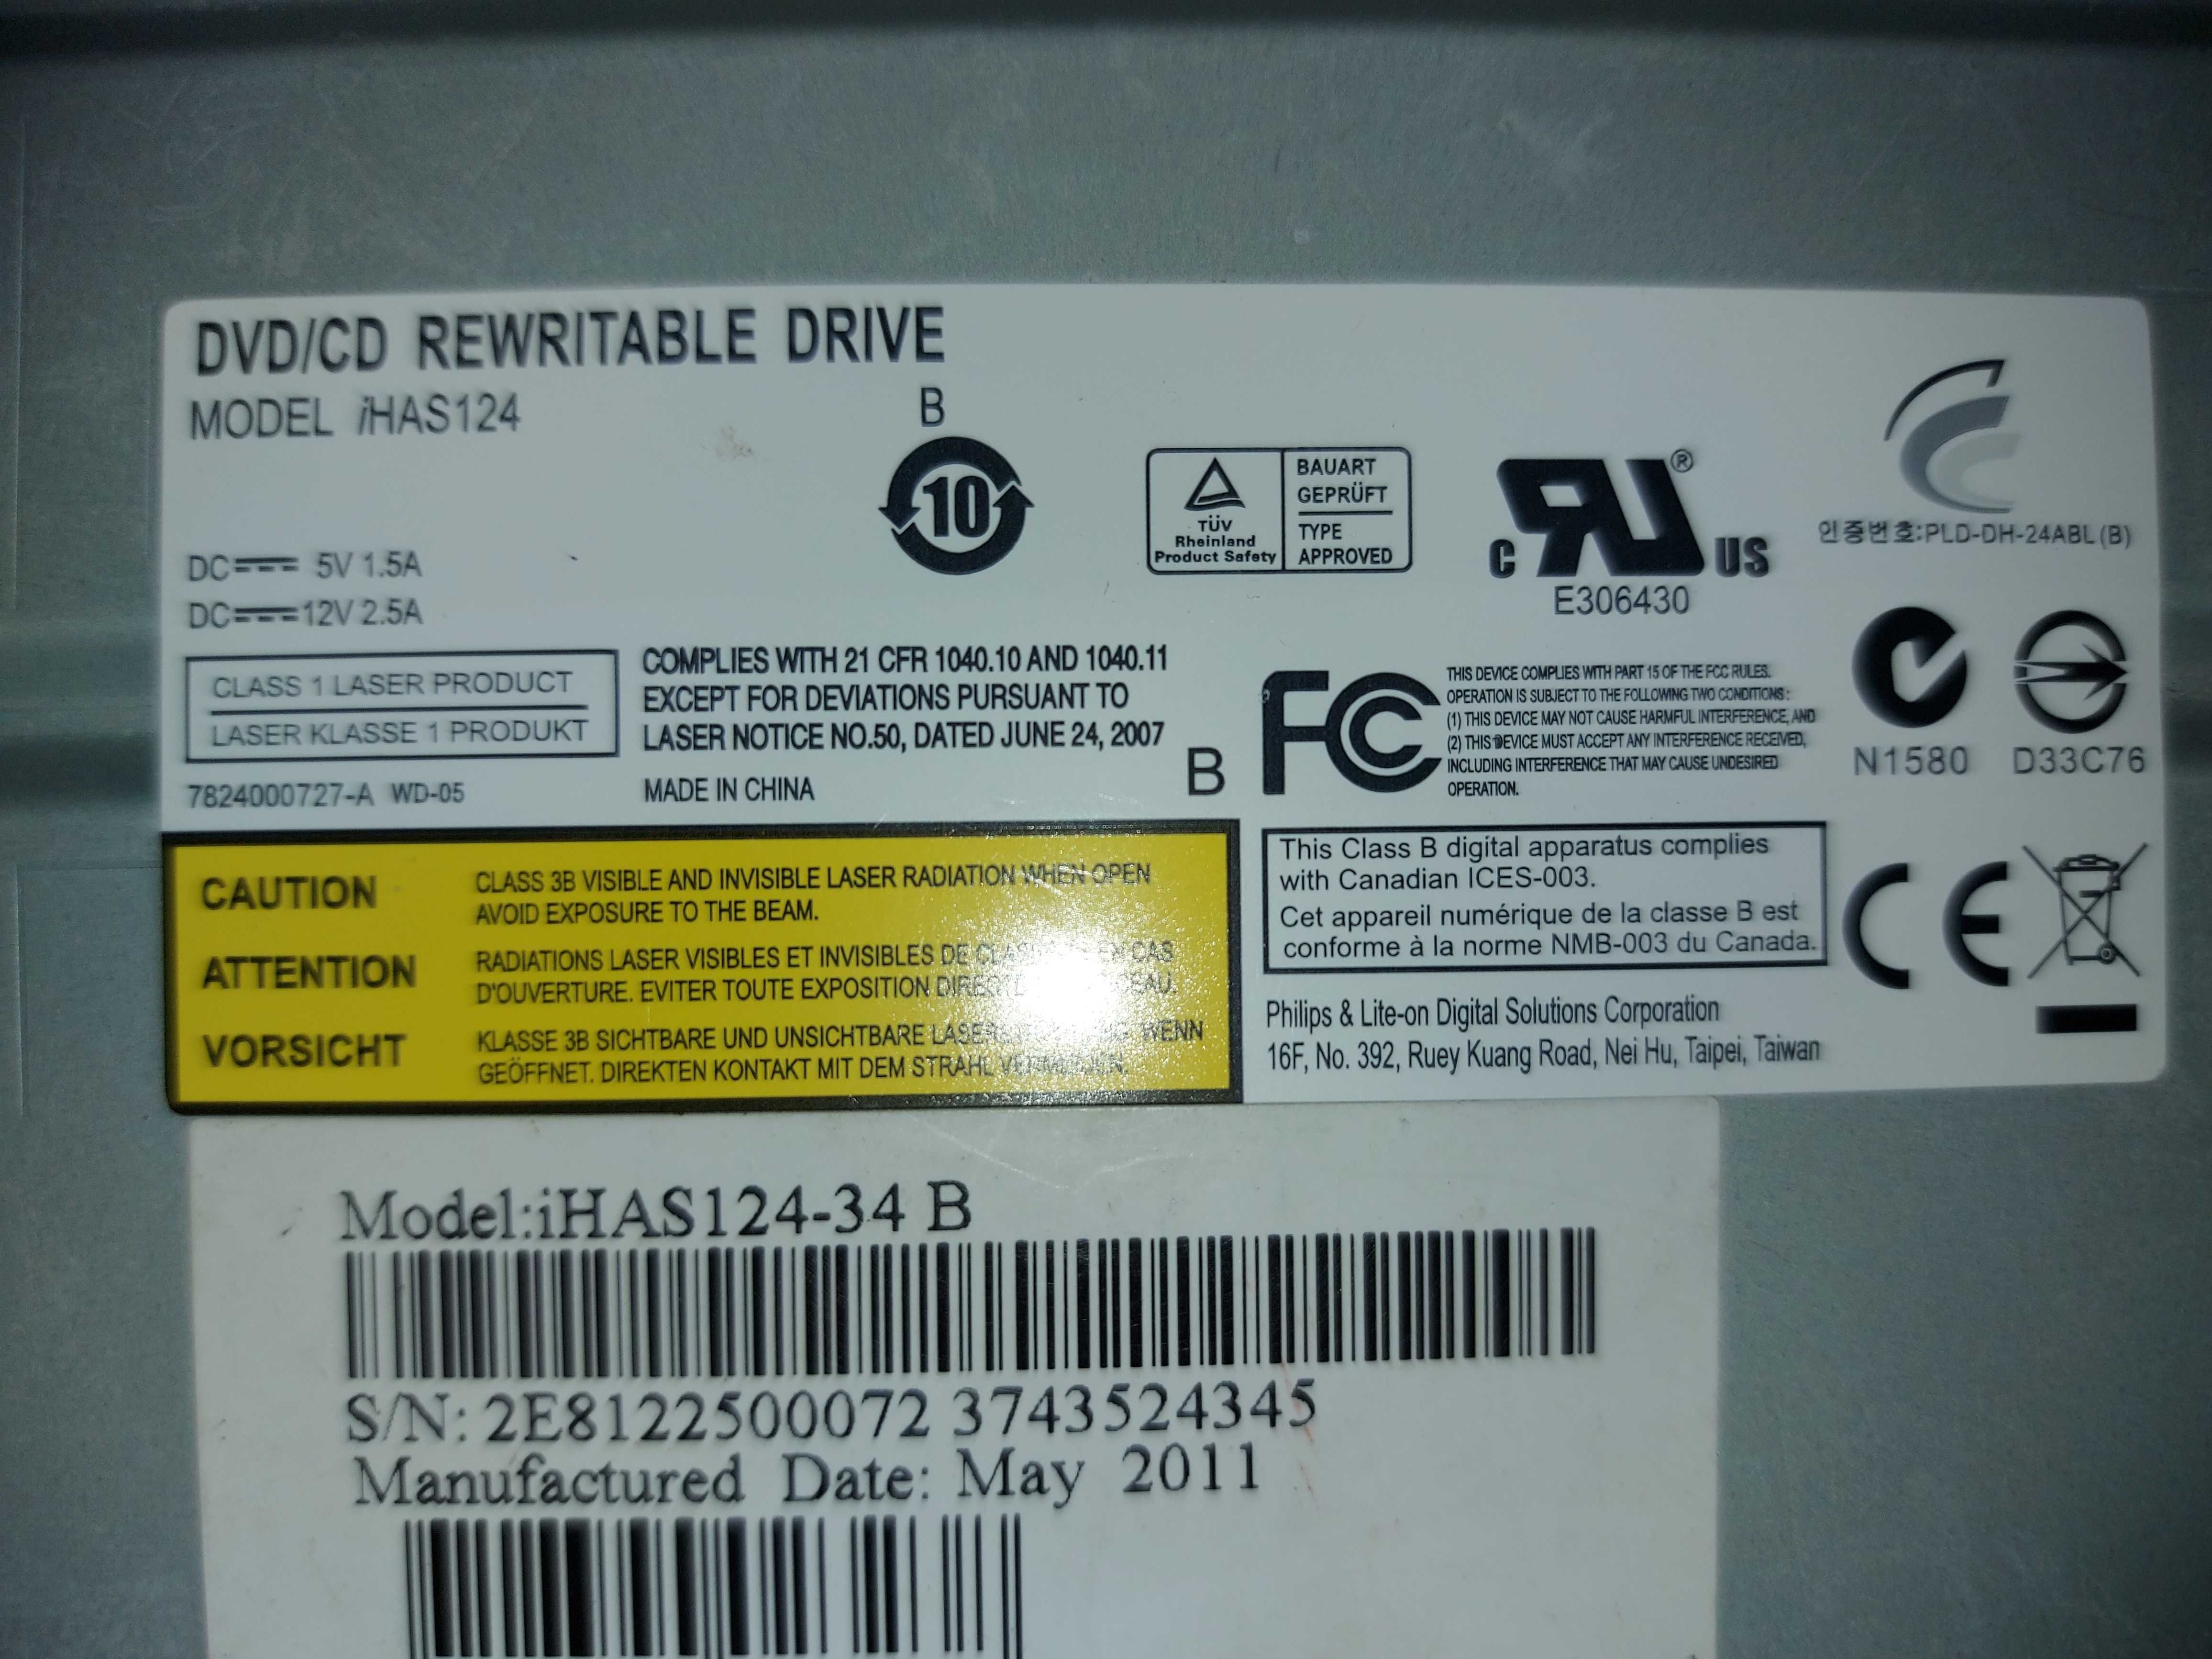 DVD/CD REWRITABLE DRIVE
MODEL iHAS124
B
10
DC 5V 1.5A
DC 12V 2.5A
TÜV
Rheinland
Product Safety
BAUART
GEPRÜFT
TYPE
APPROVED
c RU ® US
E306430
인증번호:PLD-DH-24ABL(B)
CLASS 1 LASER PRODUCT
LASER KLASSE 1 PRODUKT
7824000727-A WD-05
COMPLIES WITH 21 CFR 1040.10 AND 1040.11
EXCEPT FOR DEVIATIONS PURSUANT TO
LASER NOTICE NO.50, DATED JUNE 24, 2007
MADE IN CHINA
B
FC
THIS DEVICE COMPLIES WITH PART 15 OF THE FCC RULES.
OPERATION IS SUBJECT TO THE FOLLOWING TWO CONDITIONS:
(1) THIS DEVICE MAY NOT CAUSE HARMFUL INTERFERENCE, AND
(2) THIS DEVICE MUST ACCEPT ANY INTERFERENCE RECEIVED,
INCLUDING INTERFERENCE THAT MAY CAUSE UNDESIRED
OPERATION.
N1580
D33C76
CAUTION
CLASS 3B VISIBLE AND INVISIBLE LASER RADIATION WHEN OPEN
AVOID EXPOSURE TO THE BEAM.
ATTENTION
RADIATIONS LASER VISIBLES ET INVISIBLES DE EN CAS
D'OUVERTURE. EVITER TOUTE EXPOSITION
VORSICHT
KLASSE 3B SICHTBARE UND UNSICHTBARE WENN
GEÖFFNET. DIREKTEN KONTAKT MIT DEM STRAHL
This Class B digital apparatus complies
with Canadian ICES-003.
Cet appareil numérique de la classe B est
conforme à la norme NMB-003 du Canada.
CE
Philips & Lite-on Digital Solutions Corporation
16F, No. 392, Ruey Kuang Road, Nei Hu, Taipei, Taiwan
Model:iHAS124-34 B
S/N: 2E8122500072 3743524345
Manufactured Date: May 2011